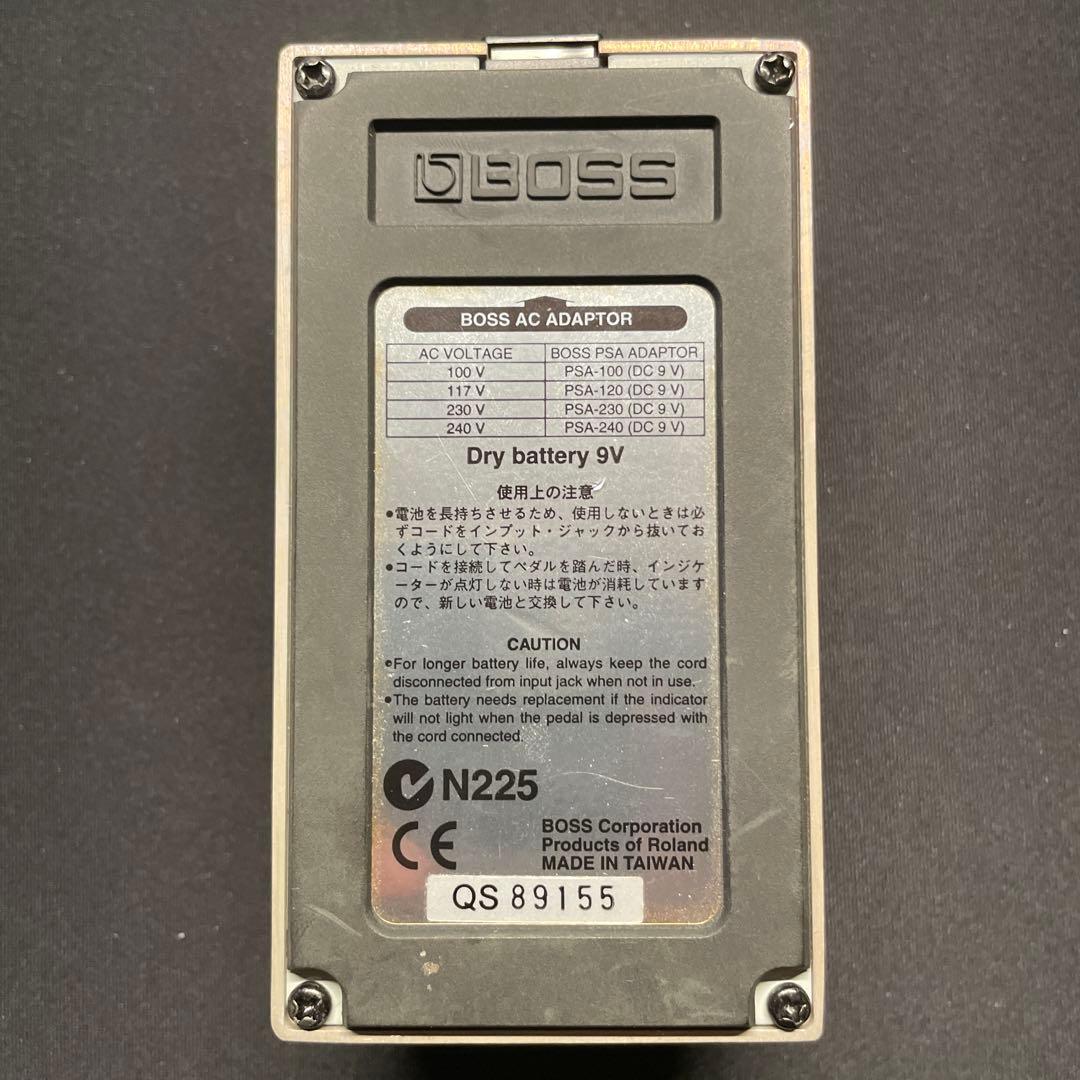 BOSS
BOSS AC ADAPTOR
AC VOLTAGE BOSS PSA ADAPTOR
100 V PSA-100 (DC 9 V)
117 V PSA-120 (DC 9 V)
230 V PSA-230 (DC 9 V)
240 V PSA-240 (DC 9 V)
Dry battery 9V
使用上の注意
●電池を長持ちさせるため、使用しないときは必
ずコードをインプット・ジャックから抜いてお
くようにして下さい。
●コードを接続してペダルを踏んだ時、インジケ
ーターが点灯しない時は電池が消耗しています
ので、新しい電池と交換して下さい。
CAUTION
●For longer battery life, always keep the cord
disconnected from input jack when not in use.
●The battery needs replacement if the indicator
will not light when the pedal is depressed with
the cord connected.
N225
CE
BOSS Corporation
Products of Roland
MADE IN TAIWAN
QS 89155